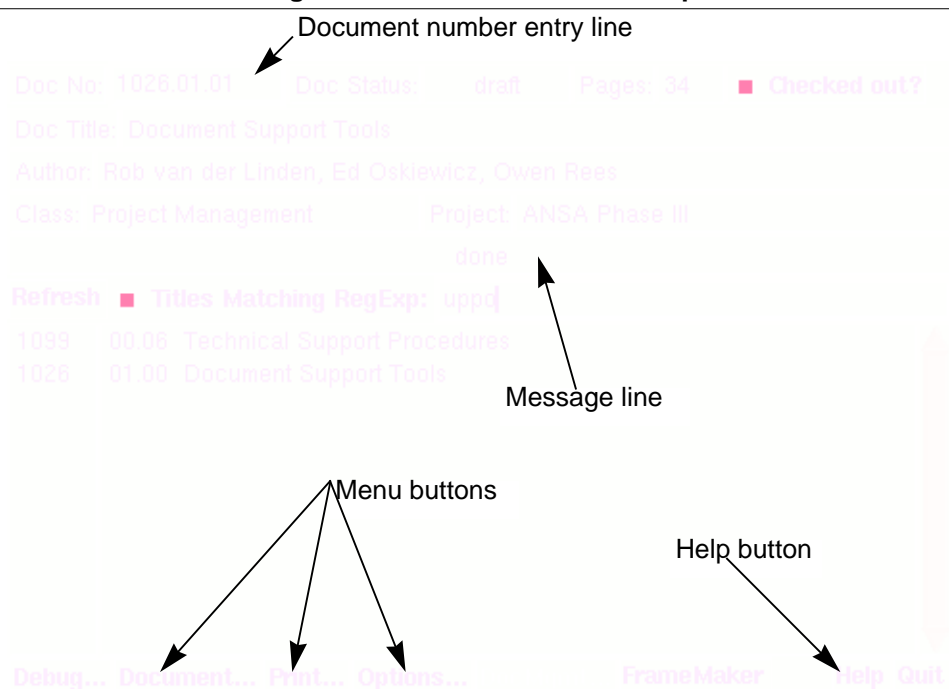 Document number entry line
Doc No: 1026.01.01 Doc Status: draft Pages: 34 Checked out?
Doc Title: Document Support Tools
Author: Rob van der Linden, Ed Oskiewicz, Owen Rees
Class: Project Management Project: ANSA Phase III
done
Refresh Titles Matching RegExp: uppo
1099 00.06 Technical Support Procedures
1026 01.00 Document Support Tools
Message line
Menu buttons
Help button
Debug... Document... Print... Options... FrameMaker Help Quit